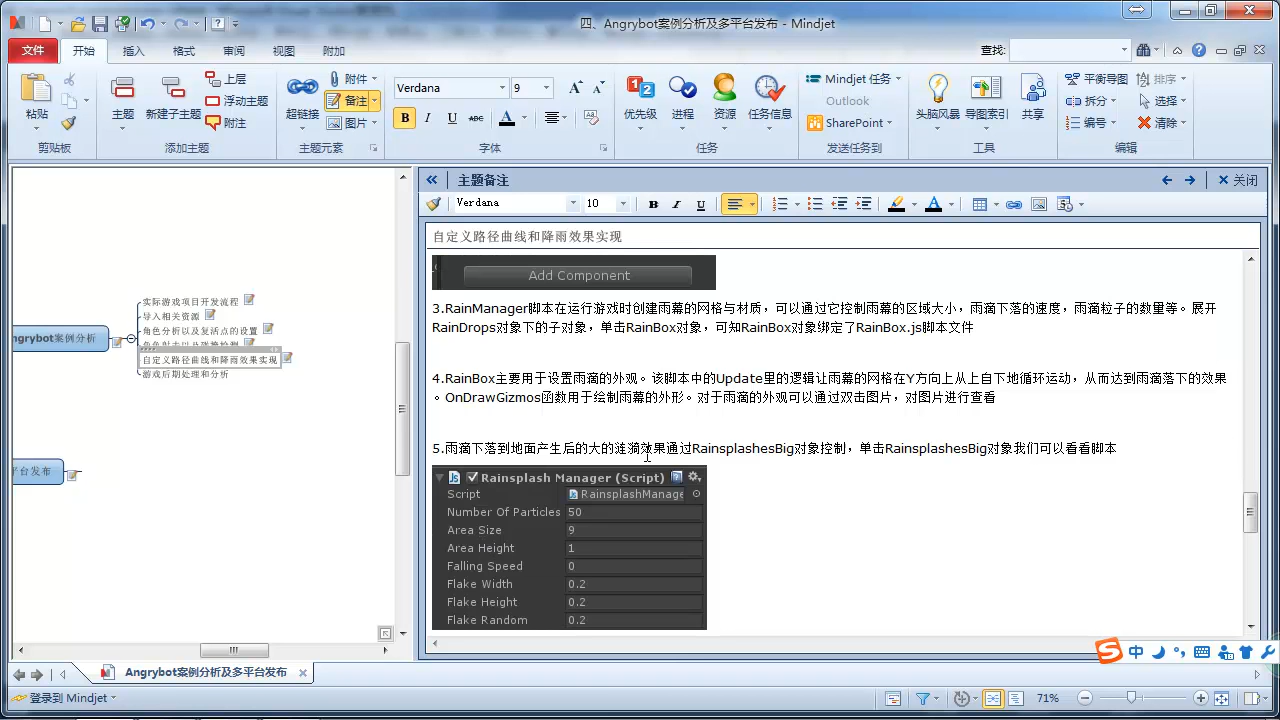 四、Angrybot案例分析及多平台发布 - Mindjet
文件
开始
插入
格式
审阅
视图
附加
查找:
粘贴
剪贴板
主题
新建子主题
上层
浮动主题
附注
添加主题
超链接
附件
备注
图片
主题元素
Verdana
9
B I U ABC A
字体
优先级
进程
资源
任务信息
任务
Mindjet 任务
Outlook
SharePoint
发送任务到
头脑风暴
导图索引
共享
工具
平衡导图
拆分
编号
排序
选择
清除
编辑
实际游戏项目开发流程
导入相关资源
角色分析以及复活点的设置
自定义路径曲线和降雨效果实现
游戏后期处理和分析
ngrybot案例分析
平台发布
主题备注
关闭
Verdana
10
B I U
自定义路径曲线和降雨效果实现
Add Component
3.RainManager脚本在运行游戏时创建雨幕的网格与材质，可以通过它控制雨幕的区域大小，雨滴下落的速度，雨滴粒子的数量等。展开
RainDrops对象下的子对象，单击RainBox对象，可知RainBox对象绑定了RainBox.js脚本文件
4.RainBox主要用于设置雨滴的外观。该脚本中的Update里的逻辑让雨幕的网格在Y方向上从上自下地循环运动，从而达到雨滴落下的效果
。OnDrawGizmos函数用于绘制雨幕的外形。对于雨滴的外观可以通过双击图片，对图片进行查看
5.雨滴下落到地面产生后的大的涟漪效果通过RainsplashesBig对象控制，单击RainsplashesBig对象我们可以看看脚本
Rainsplash Manager (Script)
Script RainsplashManage
Number Of Particles 50
Area Size 9
Area Height 1
Falling Speed 0
Flake Width 0.2
Flake Height 0.2
Flake Random 0.2
中
Angrybot案例分析及多平台发布
登录到 Mindjet
71%